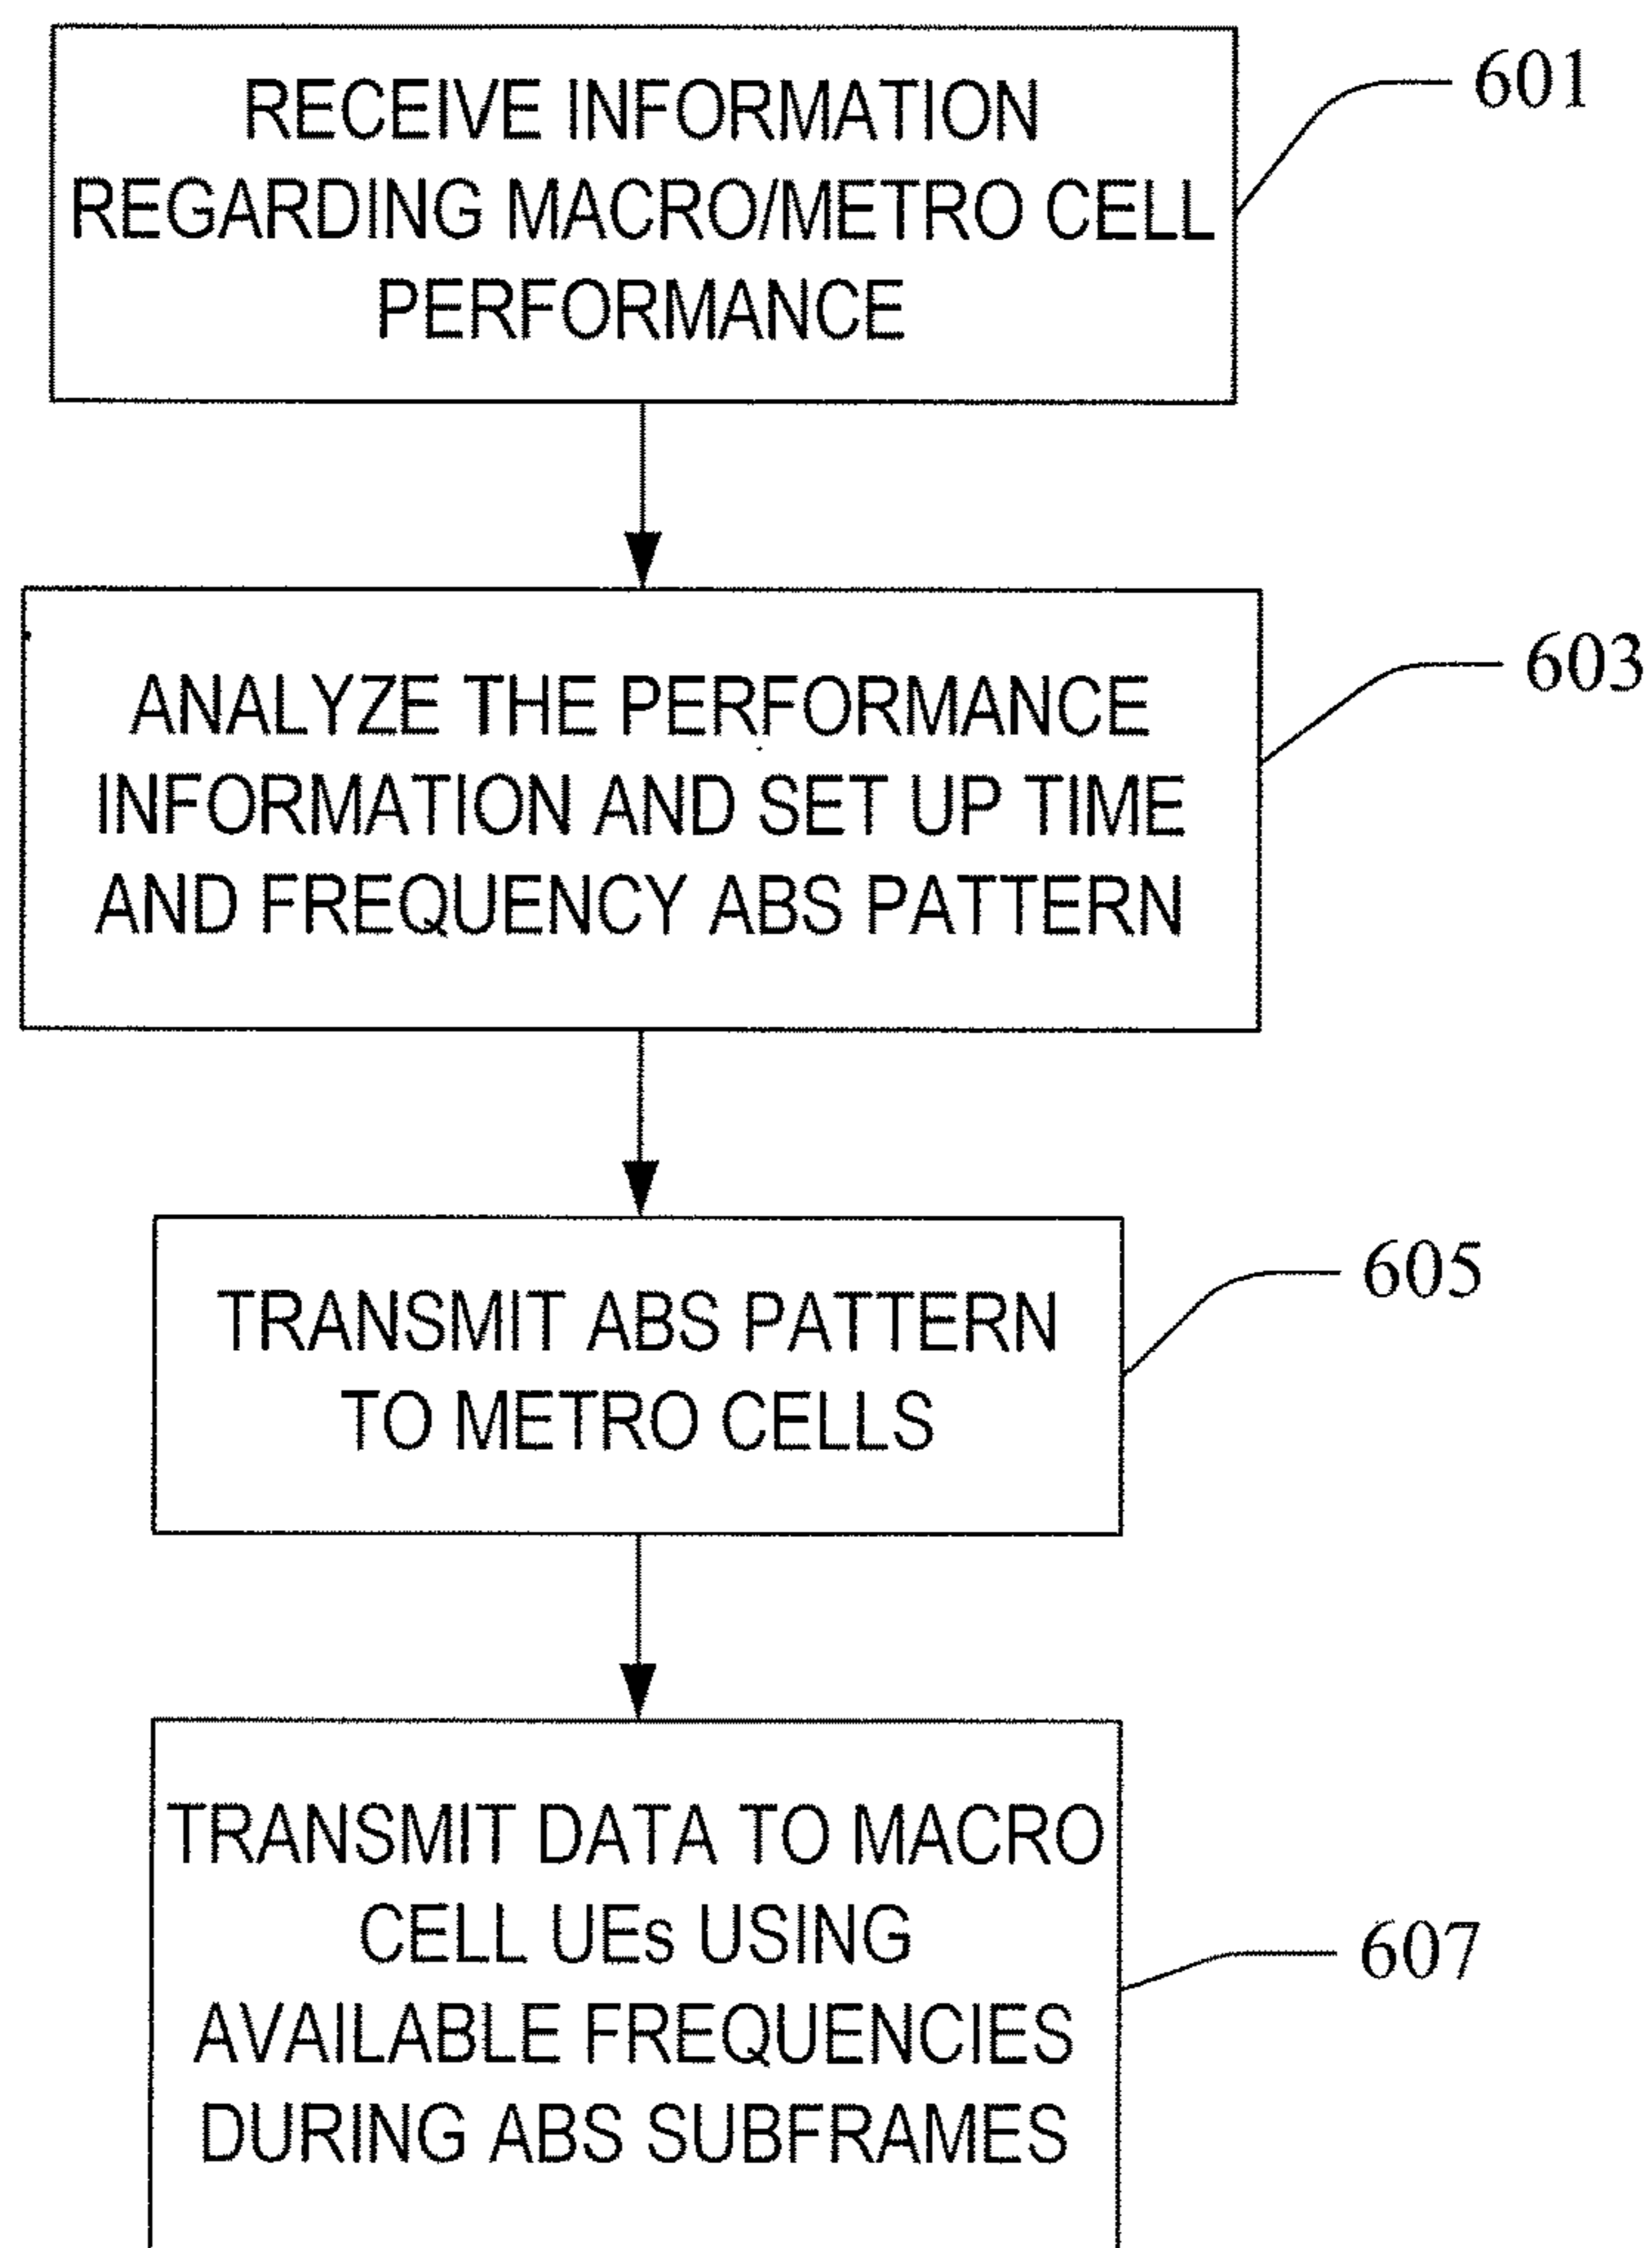 RECEIVE INFORMATION
REGARDING MACRO/METRO CELL
PERFORMANCE
601
ANALYZE THE PERFORMANCE
INFORMATION AND SET UP TIME
AND FREQUENCY ABS PATTERN
603
TRANSMIT ABS PATTERN
TO METRO CELLS
605
TRANSMIT DATA TO MACRO
CELL UEs USING
AVAILABLE FREQUENCIES
DURING ABS SUBFRAMES
607